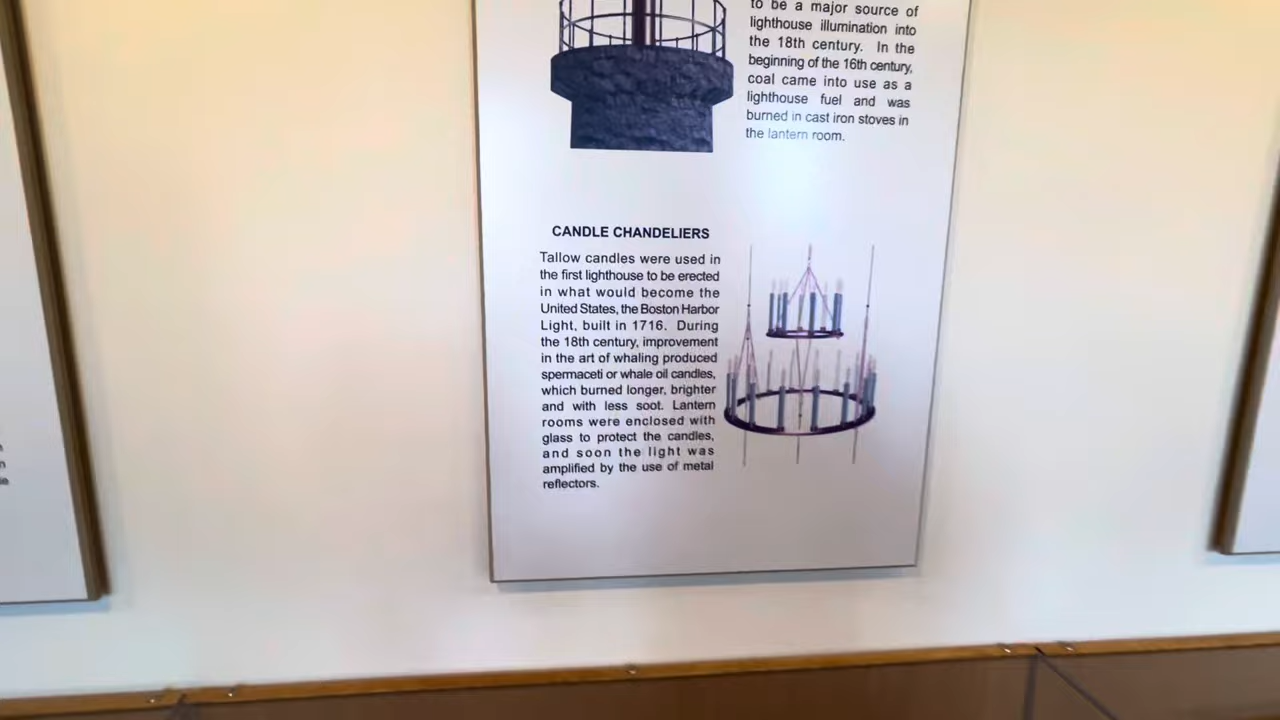 to be a major source of
lighthouse illumination into
the 18th century. In the
beginning of the 16th century,
coal came into use as a
lighthouse fuel and was
burned in cast iron stoves in
the lantern room.
CANDLE CHANDELIERS
Tallow candles were used in
the first lighthouse to be erected
in what would become the
United States, the Boston Harbor
Light, built in 1716. During
the 18th century, improvement
in the art of whaling produced
spermaceti or whale oil candles,
which burned longer, brighter
and with less soot. Lantern
rooms were enclosed with
glass to protect the candles,
and soon the light was
amplified by the use of metal
reflectors.